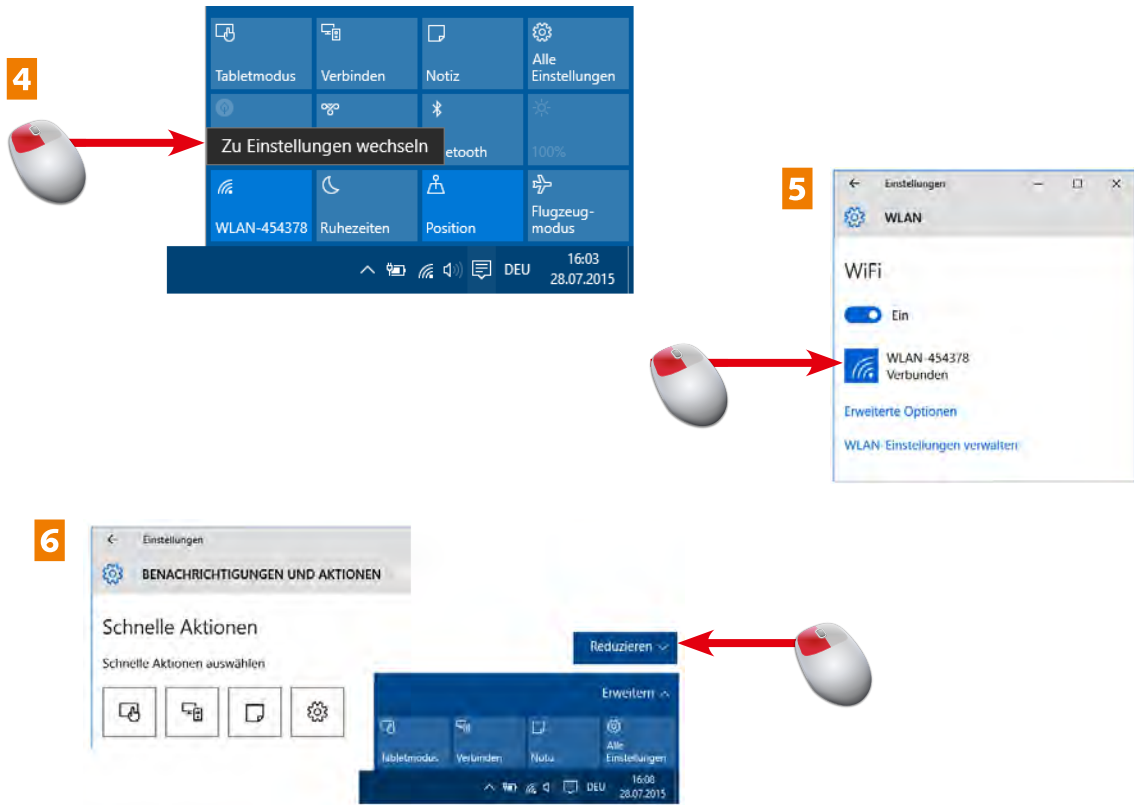 4
Tabletmodus
Verbinden
Notiz
Alle
Einstellungen
Zu Einstellungen wechseln
etooth
100%
WLAN-454378
Ruhezeiten
Position
Flugzeug-
modus
DEU
16:03
28.07.2015
5
Einstellungen
WLAN
WiFi
Ein
WLAN-454378
Verbunden
Erweiterte Optionen
WLAN-Einstellungen verwalten
6
Einstellungen
BENACHRICHTIGUNGEN UND AKTIONEN
Schnelle Aktionen
Schnelle Aktionen auswählen
Reduzieren
Erweitern
Tabletmodus
Verbinden
Notiz
Alle
Einstellungen
DEU
16:08
28.07.2015